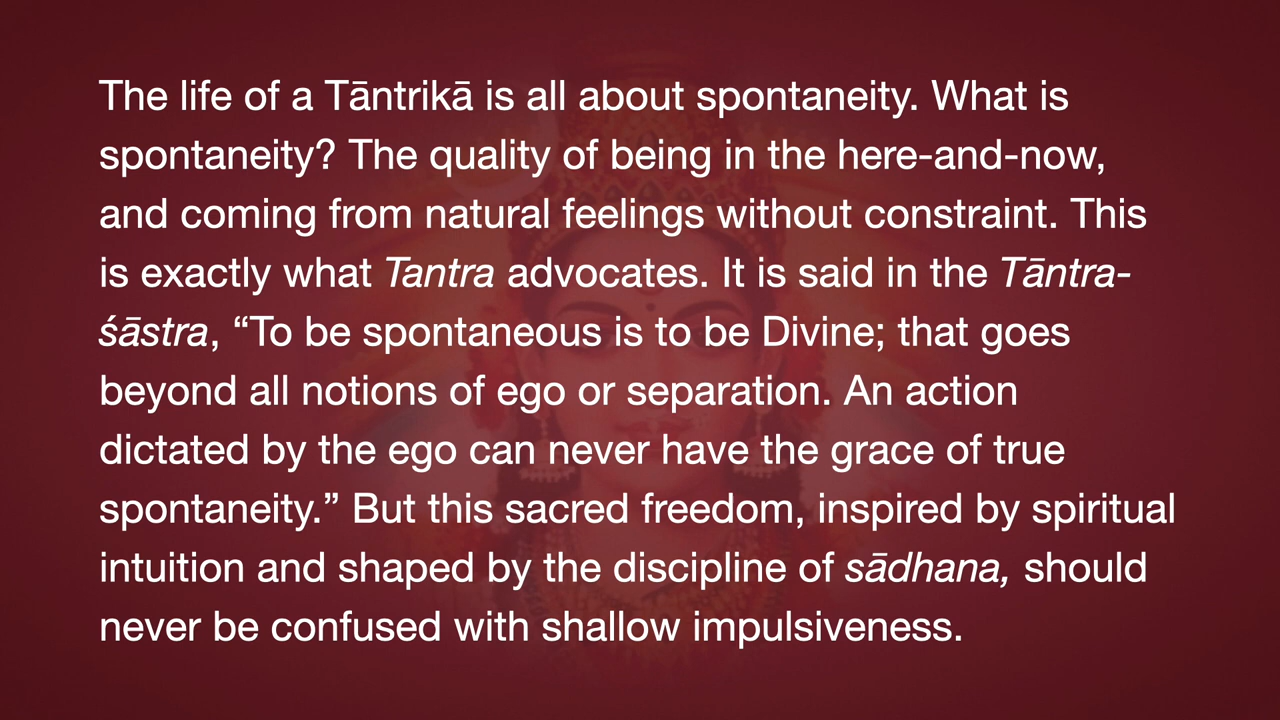 The life of a Tāntrikā is all about spontaneity. What is
spontaneity? The quality of being in the here-and-now,
and coming from natural feelings without constraint. This
is exactly what Tantra advocates. It is said in the Tāntra-
śāstra, “To be spontaneous is to be Divine; that goes
beyond all notions of ego or separation. An action
dictated by the ego can never have the grace of true
spontaneity.” But this sacred freedom, inspired by spiritual
intuition and shaped by the discipline of sādhana, should
never be confused with shallow impulsiveness.